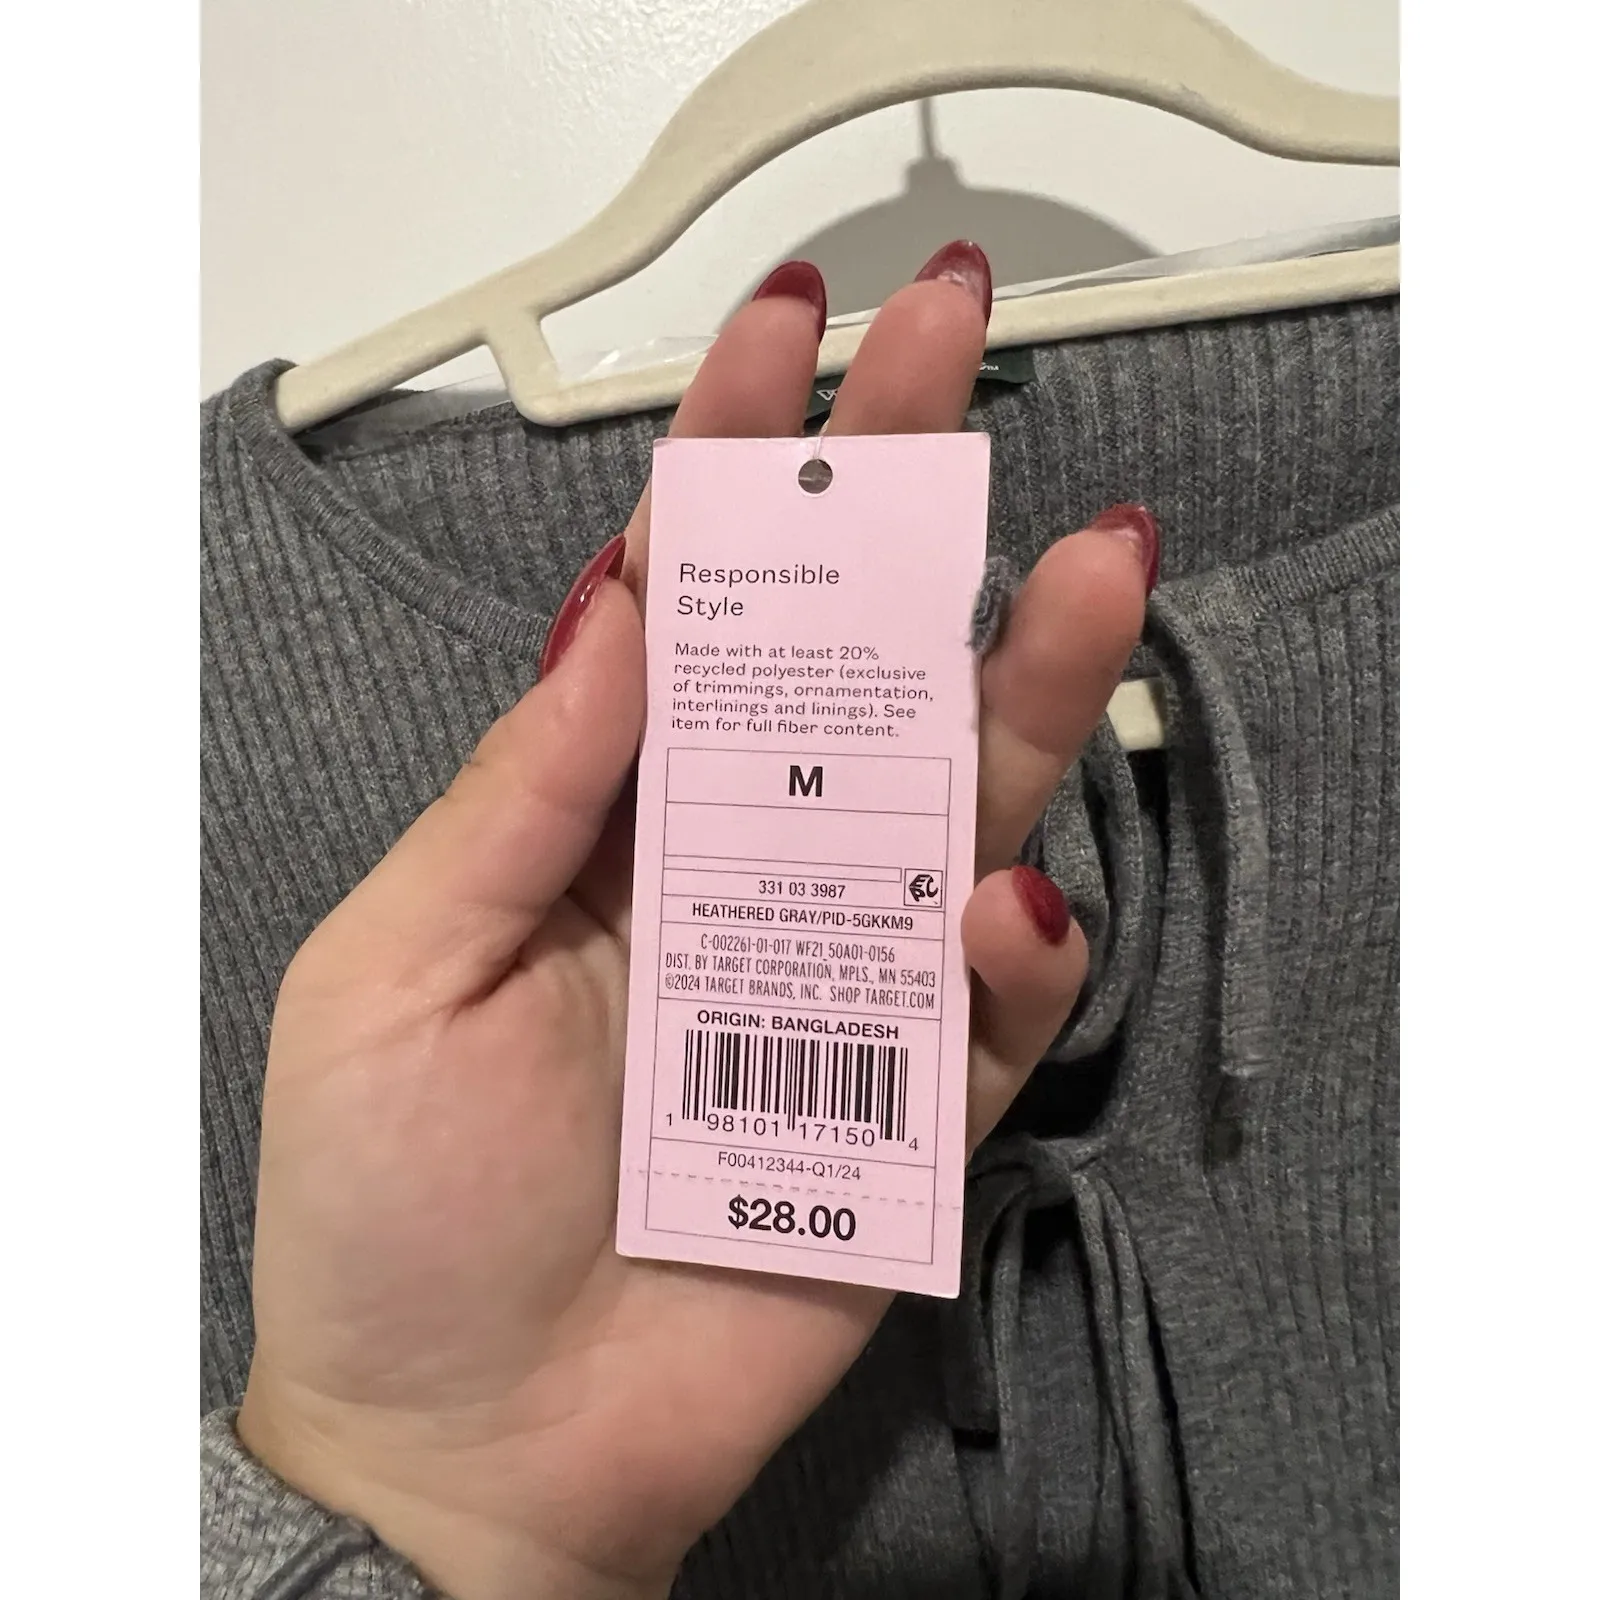 Responsible
Style
Made with at least 20%
recycled polyester (exclusive
of trimmings, ornamentation,
interlinings and linings). See
item for full fiber content.
M
331 03 3987
HEATHERED GRAY/PID-5GKKM9
C-002261-01-017 WF21_50A01-0156
DIST. BY TARGET CORPORATION, MPLS., MN 55403
©2024 TARGET BRANDS, INC. SHOP TARGET.COM
ORIGIN: BANGLADESH
1 98101 17150 4
F00412344-Q1/24
$28.00